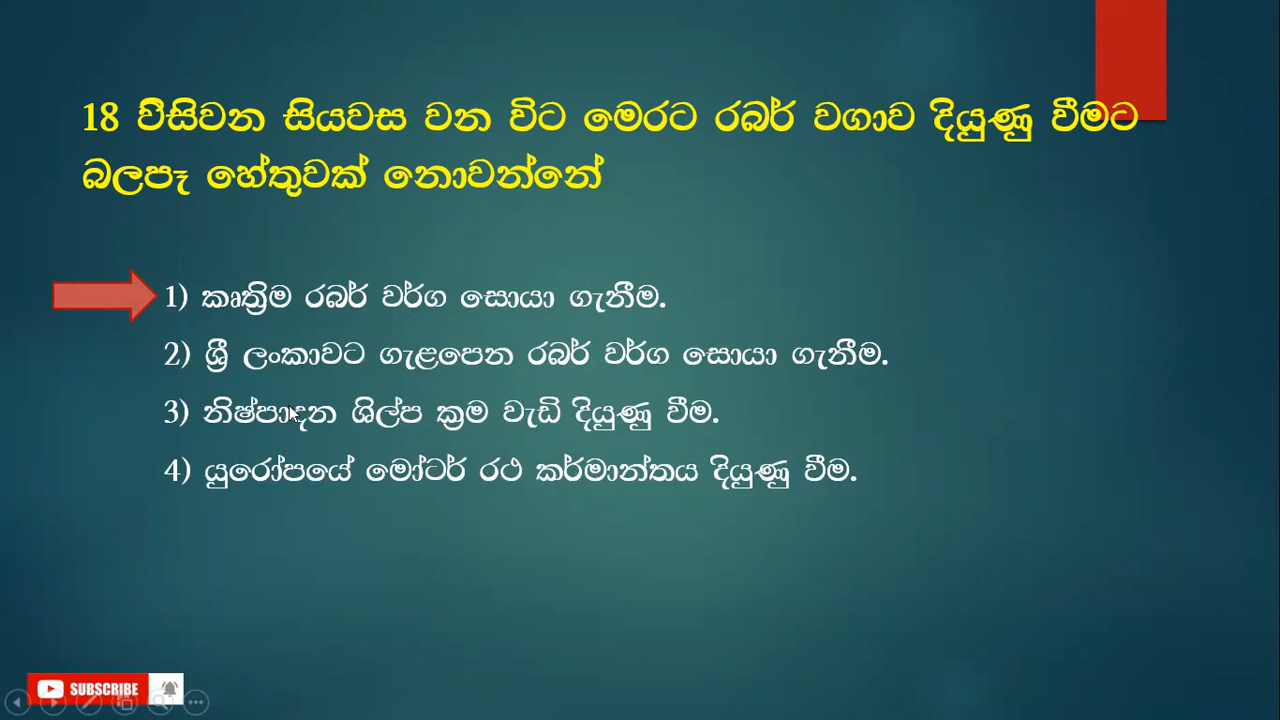 18 විසිවන සියවස වන විට මෙරට රබර් වගාව දියුණු වීමට
බලපෑ හේතුවක් නොවන්නේ
1) කෘත්‍රිම රබර් වර්ග සොයා ගැනීම.
2) ශ්‍රී ලංකාවට ගැළපෙන රබර් වර්ග සොයා ගැනීම.
3) නිෂ්පාදන ශිල්ප ක්‍රම වැඩි දියුණු වීම.
4) යුරෝපයේ මෝටර් රථ කර්මාන්තය දියුණු වීම.
SUBSCRIBE